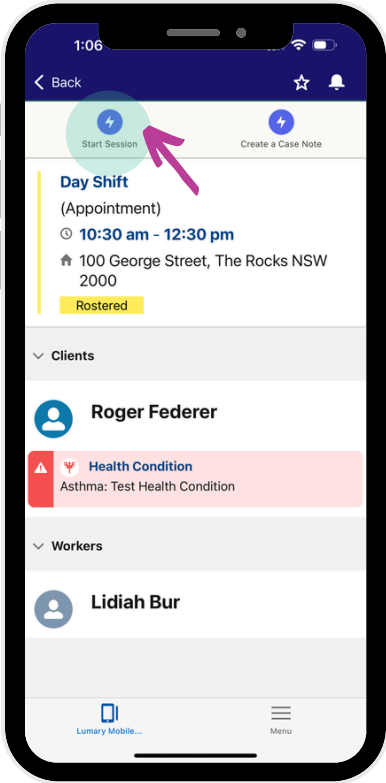 1:06
Back
Start Session
Create a Case Note
Day Shift
(Appointment)
10:30 am - 12:30 pm
100 George Street, The Rocks NSW
2000
Rostered
Clients
Roger Federer
Health Condition
Asthma: Test Health Condition
Workers
Lidiah Bur
Lumary Mobile...
Menu